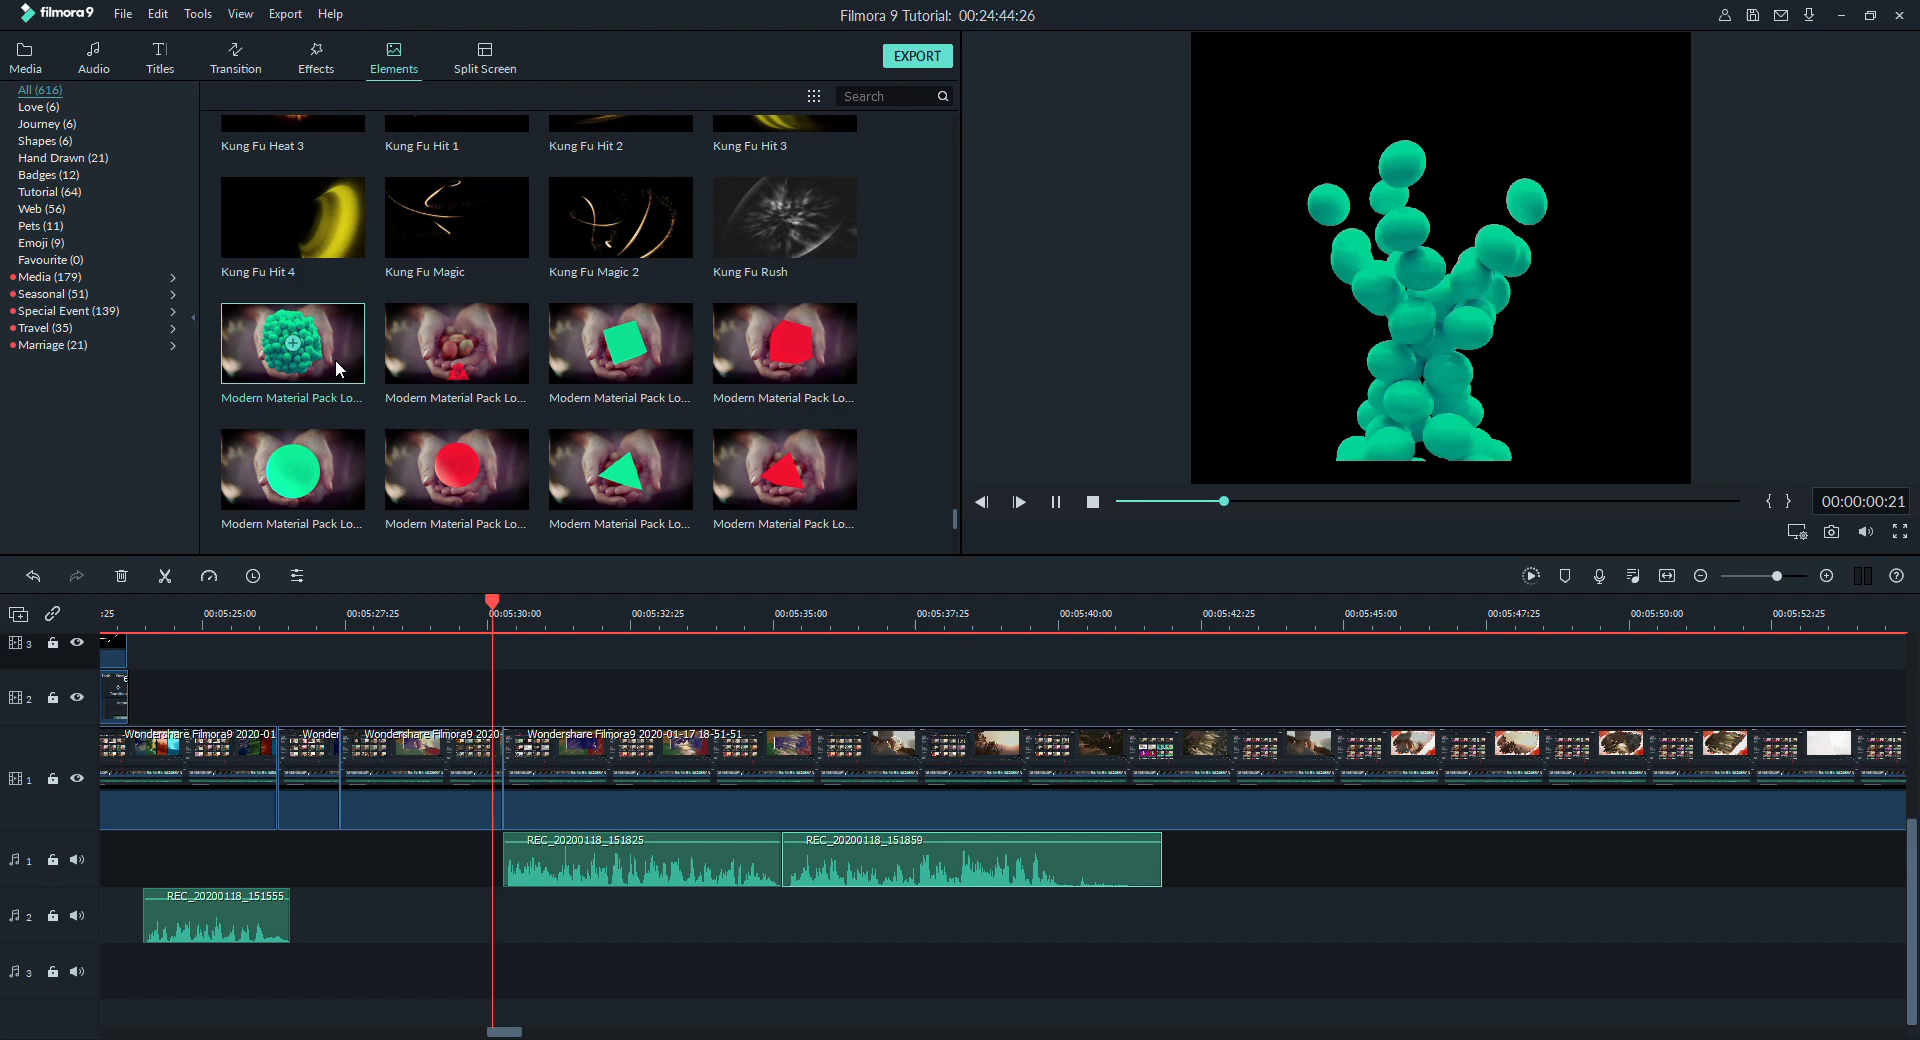 filmora9 File Edit Tools View Export Help Filmora 9 Tutorial: 00:24:44:26
Media Audio Titles Transition Effects Elements Split Screen EXPORT
All (616)
Love (6)
Journey (6)
Shapes (6)
Hand Drawn (21)
Badges (12)
Tutorial (64)
Web (56)
Pets (11)
Emoji (9)
Favourite (0)
Media (179)
Seasonal (51)
Special Event (139)
Travel (35)
Marriage (21)
Search
Kung Fu Heat 3 Kung Fu Hit 1 Kung Fu Hit 2 Kung Fu Hit 3
Kung Fu Hit 4 Kung Fu Magic Kung Fu Magic 2 Kung Fu Rush
Modern Material Pack Lo... Modern Material Pack Lo... Modern Material Pack Lo... Modern Material Pack Lo...
Modern Material Pack Lo... Modern Material Pack Lo... Modern Material Pack Lo... Modern Material Pack Lo...
{ } 00:00:00:21
:25 00:05:25:00 00:05:27:25 00:05:30:00 00:05:32:25 00:05:35:00 00:05:37:25 00:05:40:00 00:05:42:25 00:05:45:00 00:05:47:25 00:05:50:00 00:05:52:25
3
2
Wondershare Filmora9 2020-01 Wonder Wondershare Filmora9 2020- Wondershare Filmora9 2020-01-17 18-51-51
1
REC_20200118_151825 REC_20200118_151859
1
REC_20200118_151555
2
3